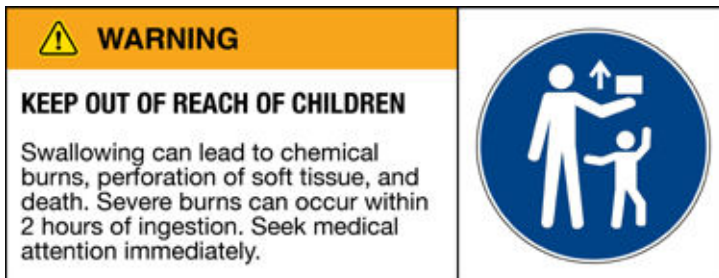 WARNING
KEEP OUT OF REACH OF CHILDREN
Swallowing can lead to chemical
burns, perforation of soft tissue, and
death. Severe burns can occur within
2 hours of ingestion. Seek medical
attention immediately.